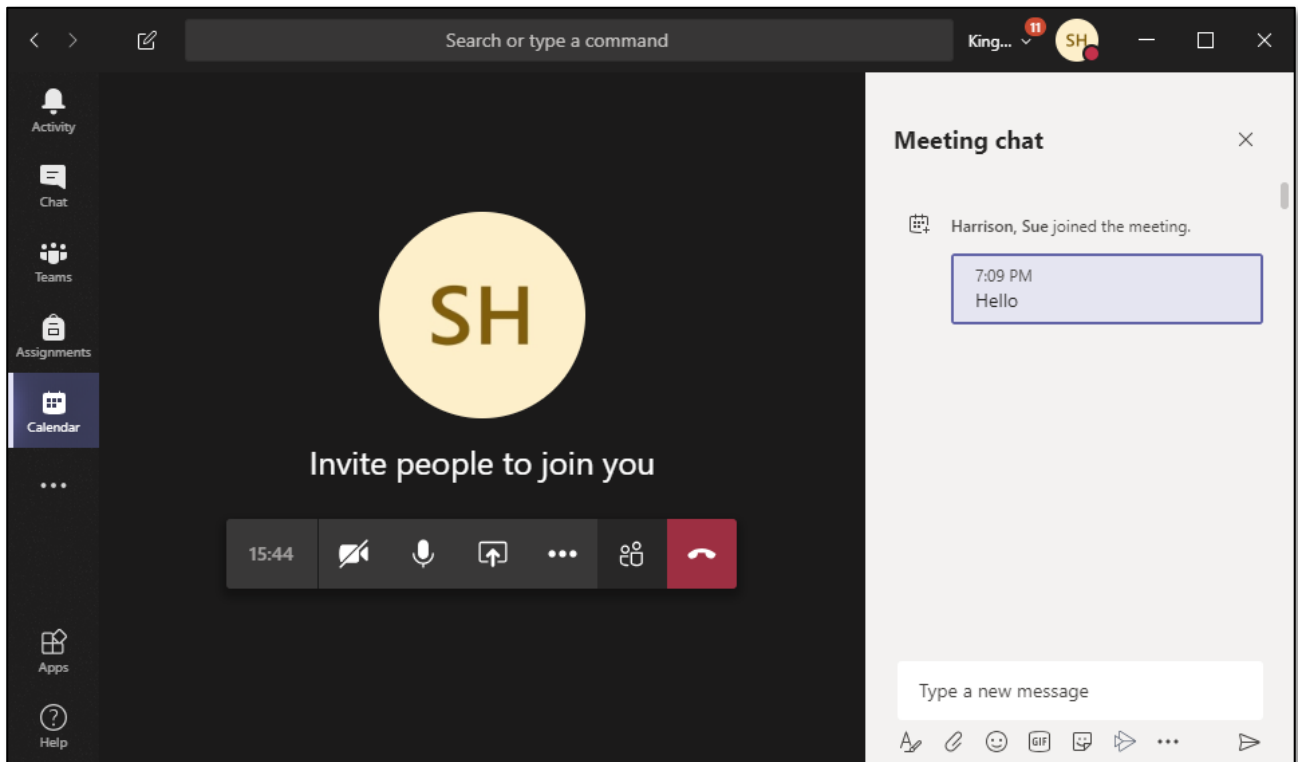 Search or type a command
King...
11
SH
Activity
Chat
Teams
Assignments
Calendar
Apps
Help
SH
Invite people to join you
15:44
Meeting chat
Harrison, Sue joined the meeting.
7:09 PM
Hello
Type a new message
GIF